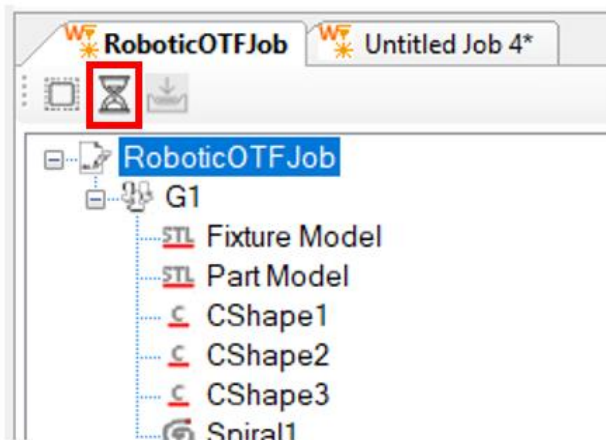 RoboticOTFJob Untitled Job 4*
RoboticOTFJob
G1
STL Fixture Model
STL Part Model
C CShape1
C CShape2
C CShape3
Spiral1